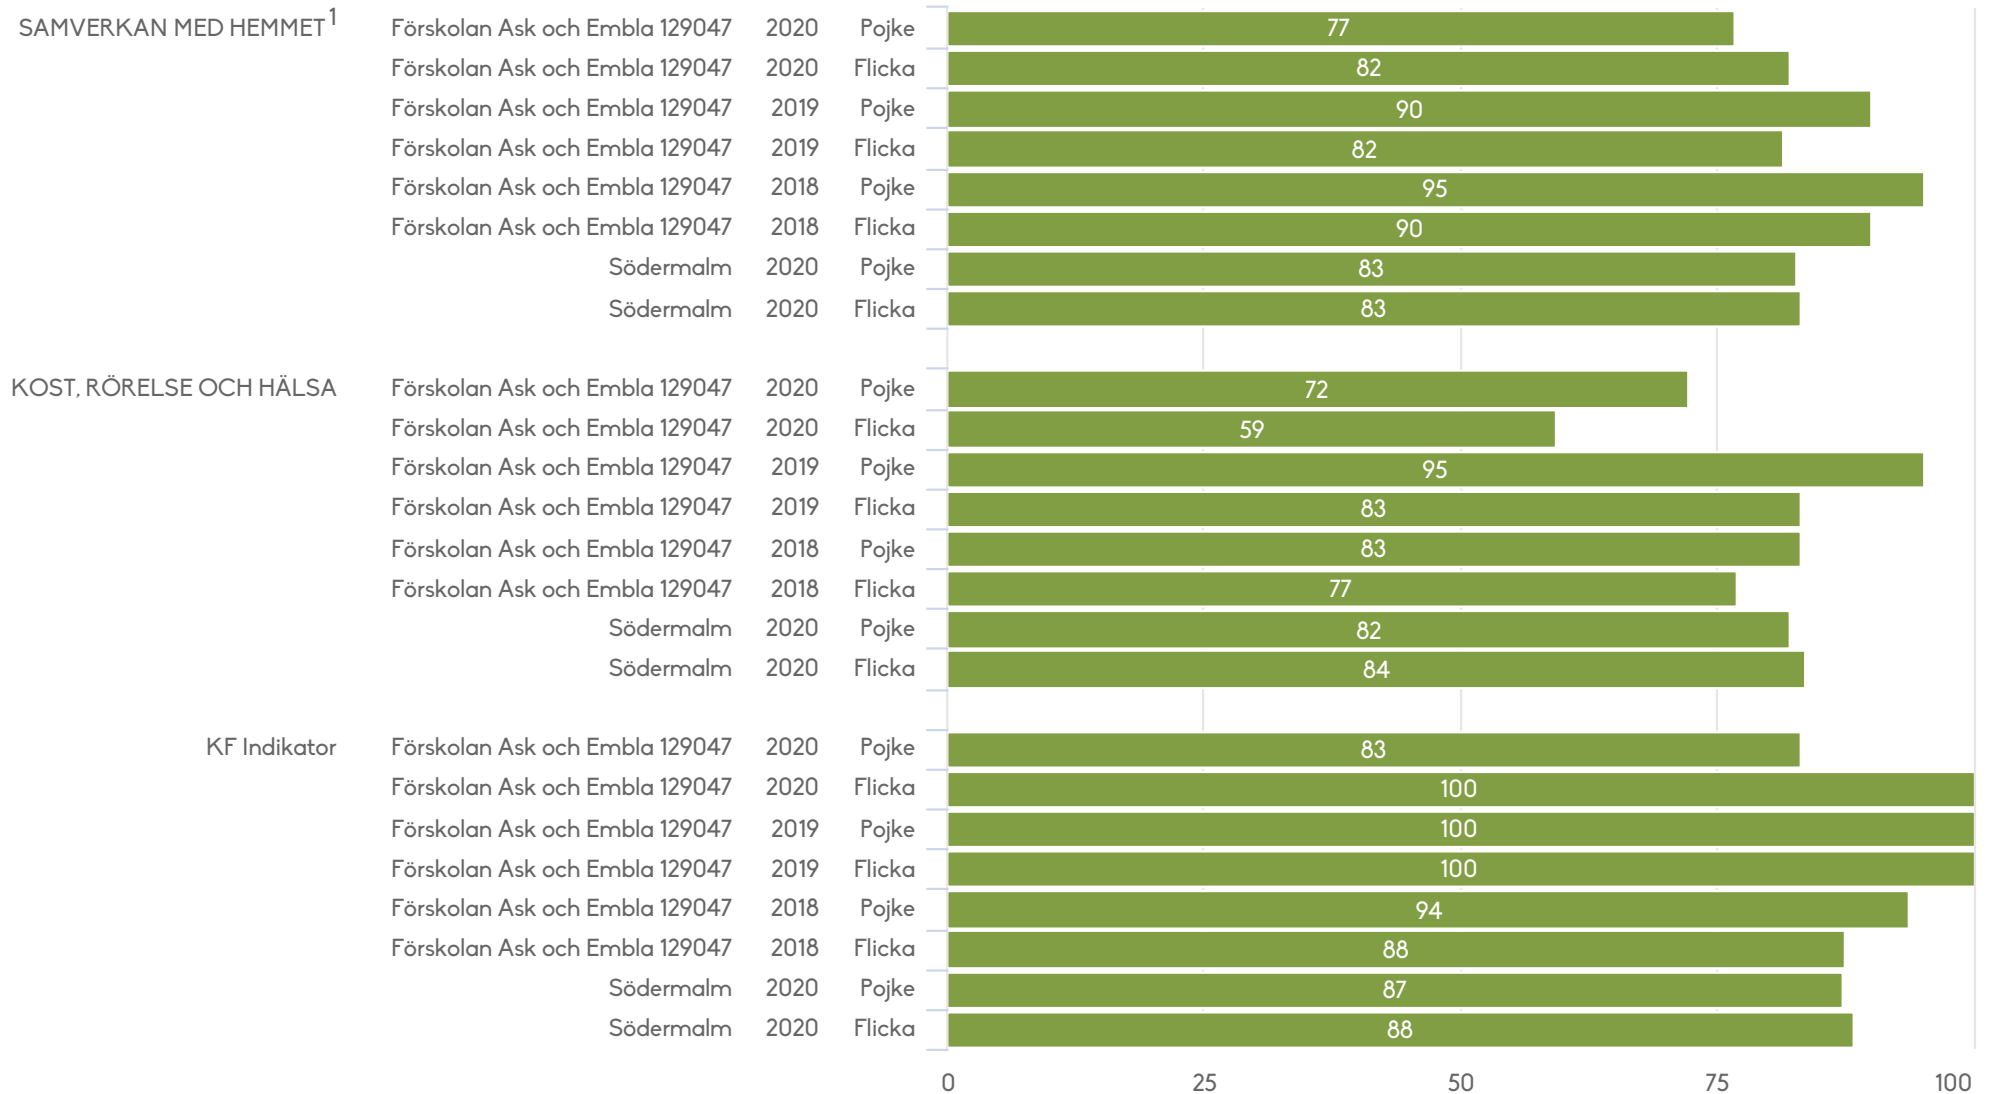 SAMVERKAN MED HEMMET1 Förskolan Ask och Embla 129047 2020 Pojke 77
Förskolan Ask och Embla 129047 2020 Flicka 82
Förskolan Ask och Embla 129047 2019 Pojke 90
Förskolan Ask och Embla 129047 2019 Flicka 82
Förskolan Ask och Embla 129047 2018 Pojke 95
Förskolan Ask och Embla 129047 2018 Flicka 90
Södermalm 2020 Pojke 83
Södermalm 2020 Flicka 83
KOST, RÖRELSE OCH HÄLSA Förskolan Ask och Embla 129047 2020 Pojke 72
Förskolan Ask och Embla 129047 2020 Flicka 59
Förskolan Ask och Embla 129047 2019 Pojke 95
Förskolan Ask och Embla 129047 2019 Flicka 83
Förskolan Ask och Embla 129047 2018 Pojke 83
Förskolan Ask och Embla 129047 2018 Flicka 77
Södermalm 2020 Pojke 82
Södermalm 2020 Flicka 84
KF Indikator Förskolan Ask och Embla 129047 2020 Pojke 83
Förskolan Ask och Embla 129047 2020 Flicka 100
Förskolan Ask och Embla 129047 2019 Pojke 100
Förskolan Ask och Embla 129047 2019 Flicka 100
Förskolan Ask och Embla 129047 2018 Pojke 94
Förskolan Ask och Embla 129047 2018 Flicka 88
Södermalm 2020 Pojke 87
Södermalm 2020 Flicka 88
0 25 50 75 100